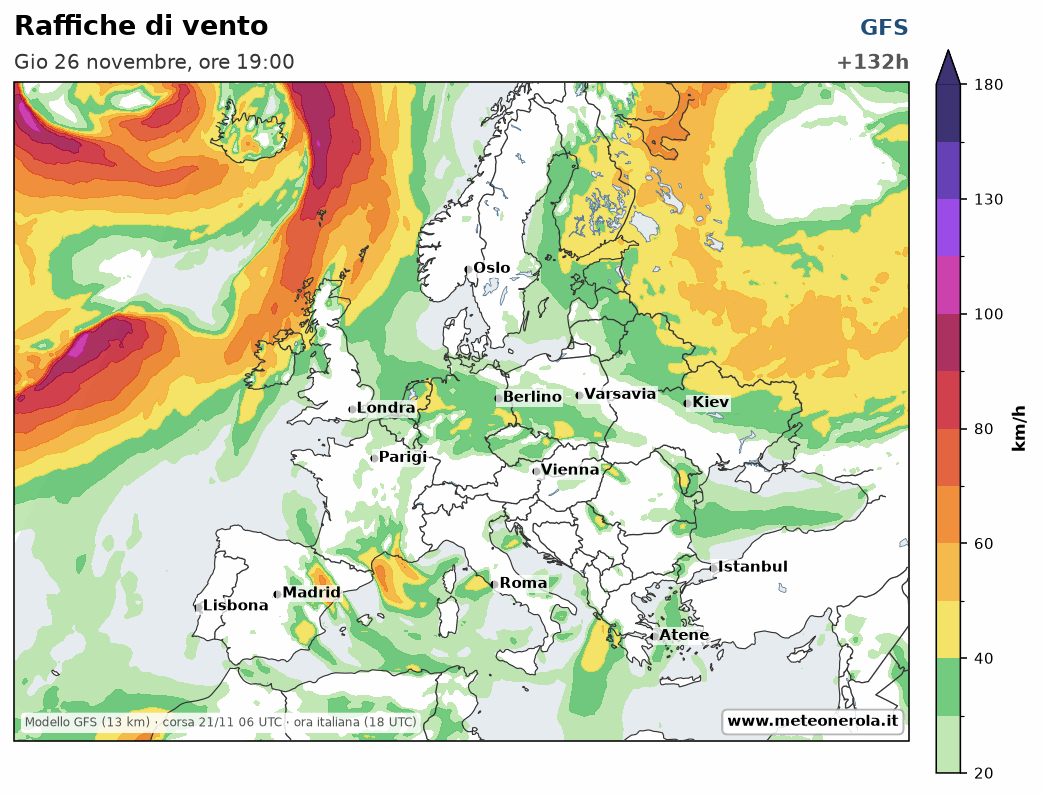 Raffiche di vento
GFS
Gio 26 novembre, ore 19:00
+132h
180
130
100
80
60
40
20
km/h
Oslo
Londra
Berlino
Varsavia
Kiev
Parigi
Vienna
Istanbul
Roma
Madrid
Lisbona
Atene
Modello GFS (13 km) · corsa 21/11 06 UTC · ora italiana (18 UTC)
www.meteonerola.it